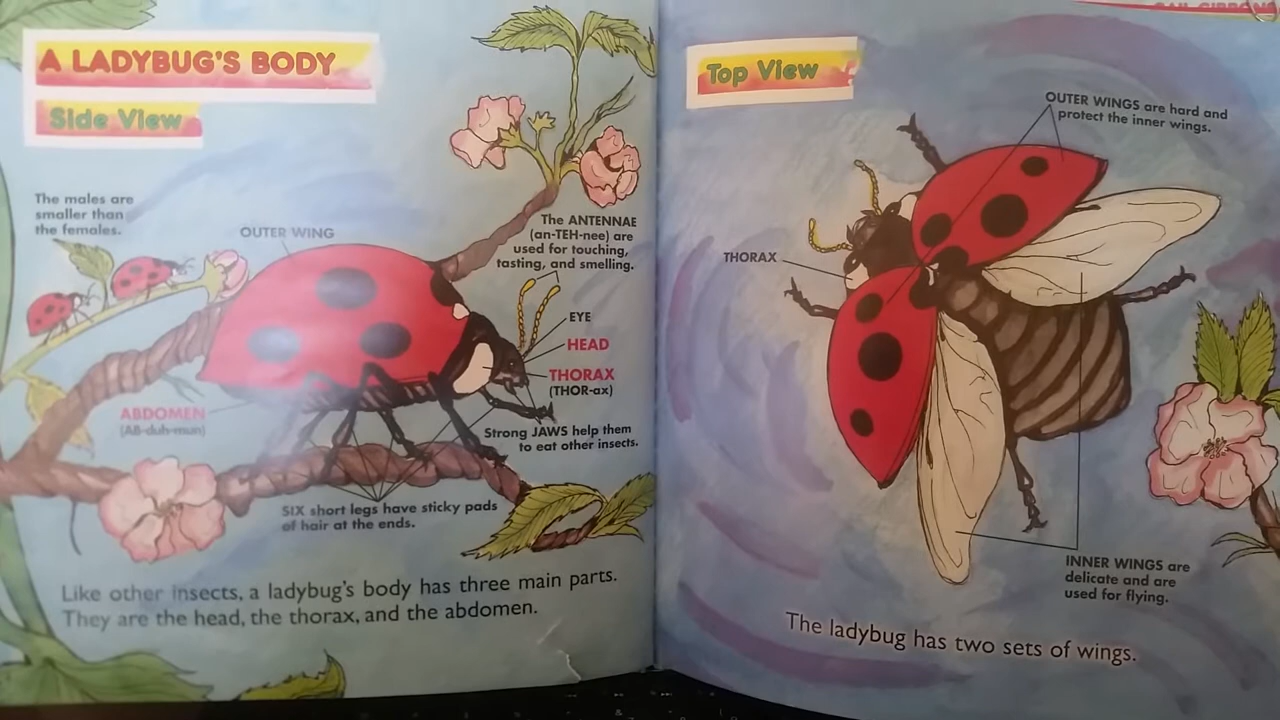 A LADYBUG'S BODY
Side View
The males are
smaller than
the females.
OUTER WING
The ANTENNAE
(an-TEH-nee) are
used for touching,
tasting, and smelling.
EYE
HEAD
THORAX
(THOR-ax)
ABDOMEN
(AB-duh-mun)
Strong JAWS help them
to eat other insects.
SIX short legs have sticky pads
of hair at the ends.
Like other insects, a ladybug's body has three main parts.
They are the head, the thorax, and the abdomen.
GAIL GIBBONS
Top View
OUTER WINGS are hard and
protect the inner wings.
THORAX
INNER WINGS are
delicate and are
used for flying.
The ladybug has two sets of wings.